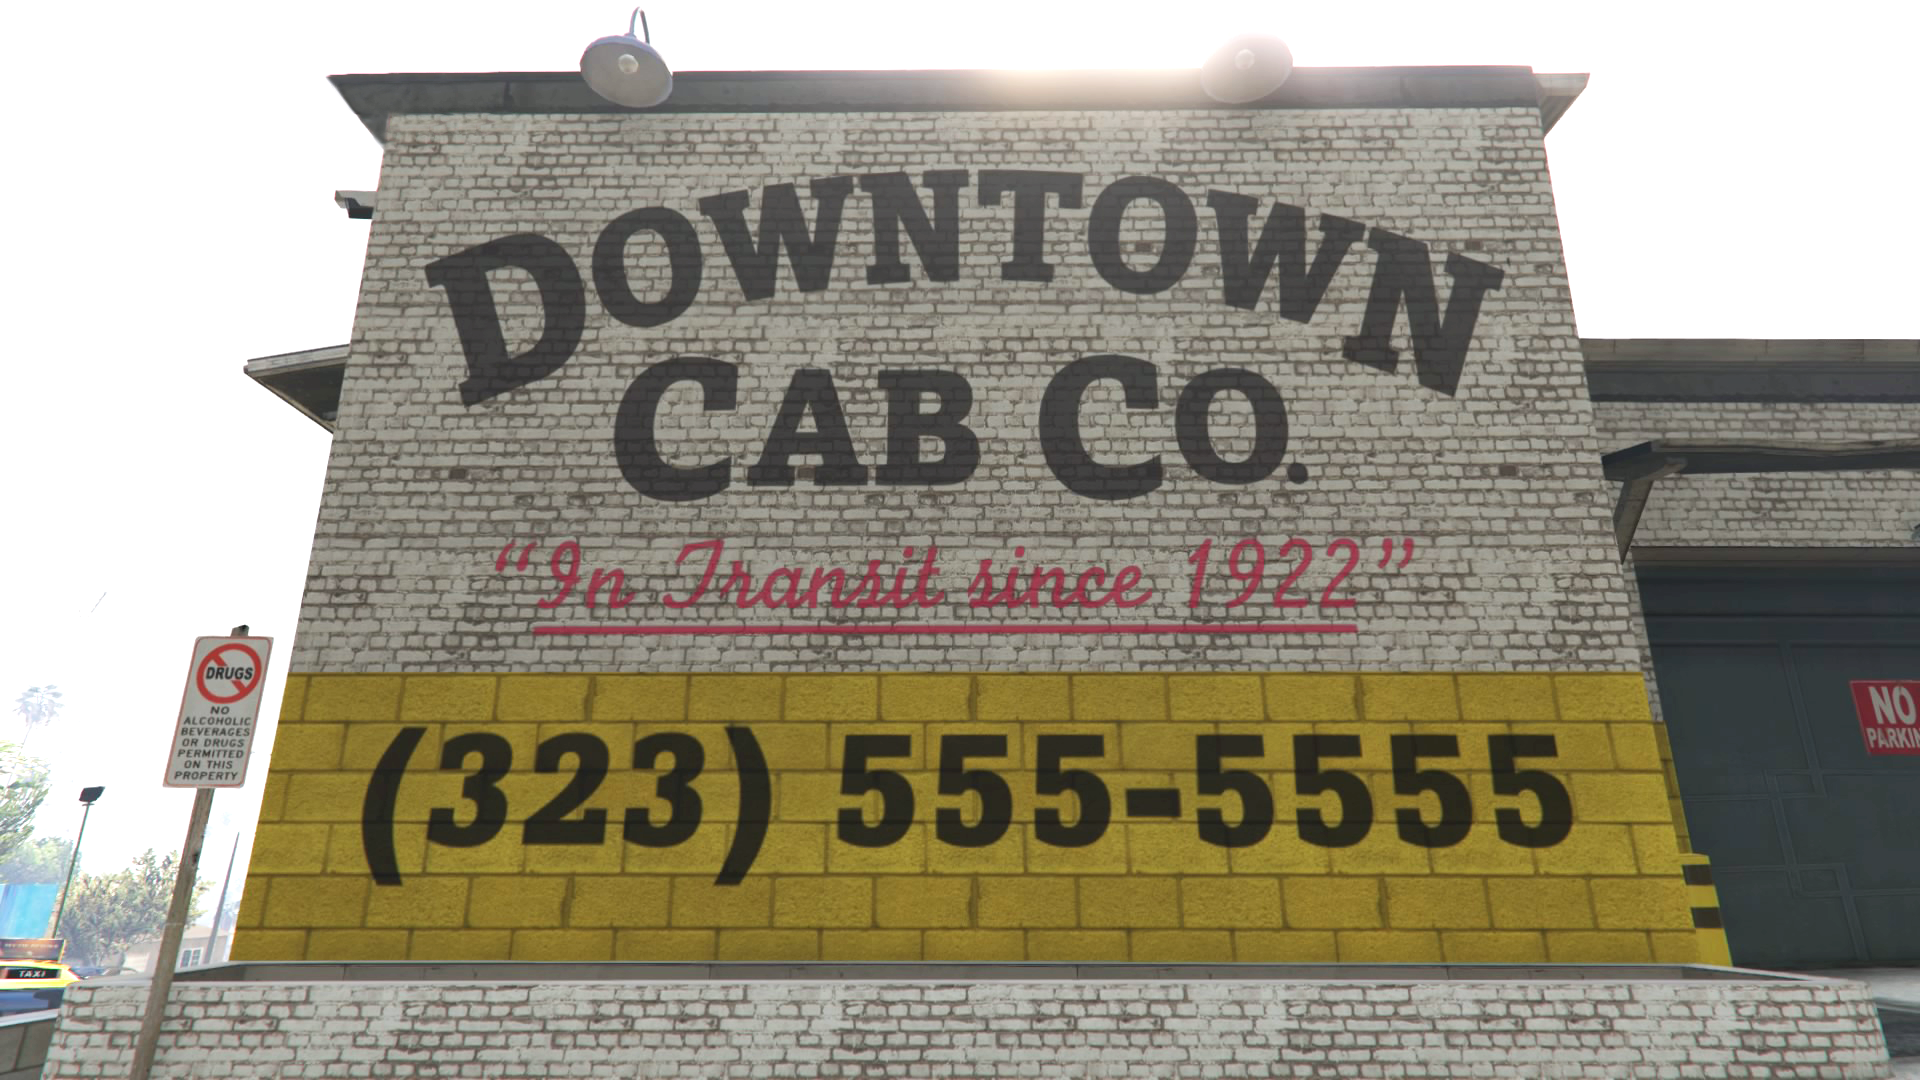 DOWNTOWN
CAB CO.
“In Transit since 1922”
(323) 555-5555
DRUGS
NO
ALCOHOLIC
BEVERAGES
OR DRUGS
PERMITTED
ON THIS
PROPERTY
NO
TAXI